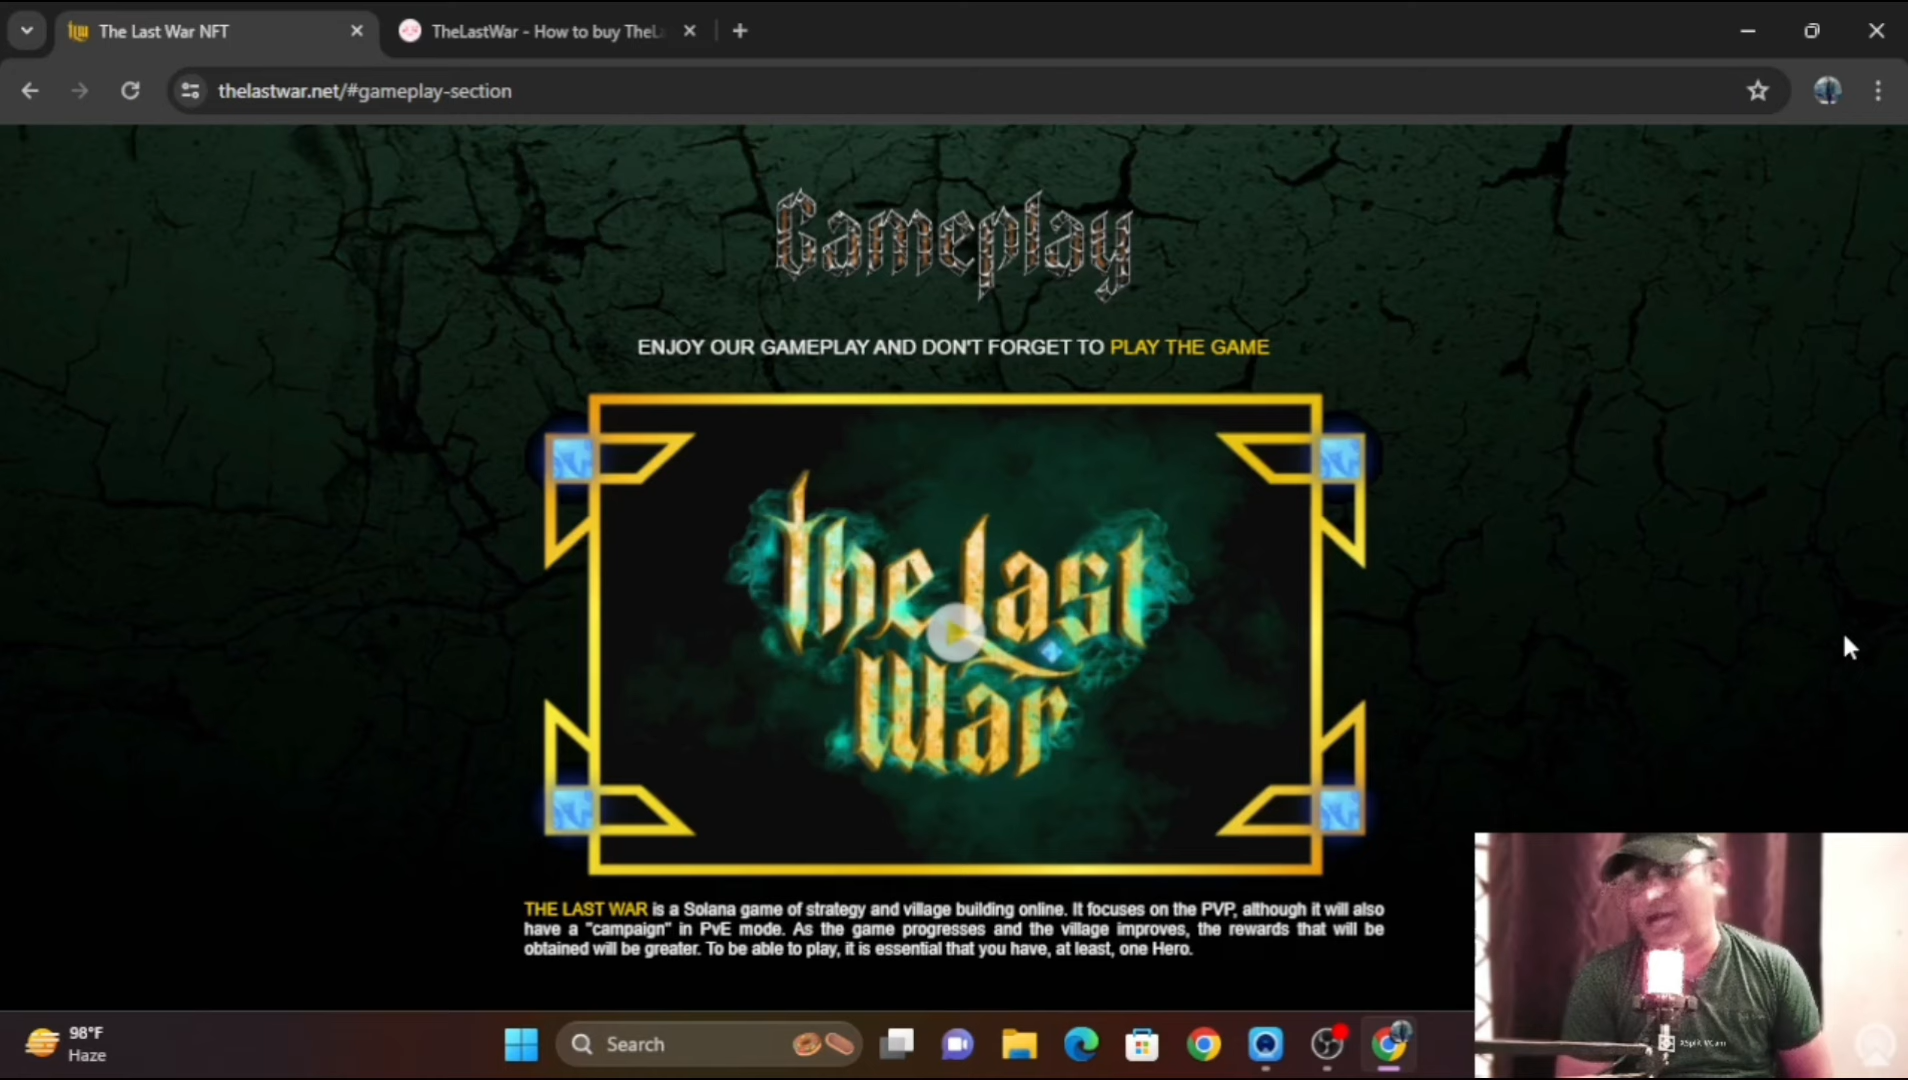 The Last War NFT
TheLastWar - How to buy TheL
thelastwar.net/#gameplay-section
Gameplay
ENJOY OUR GAMEPLAY AND DON'T FORGET TO PLAY THE GAME
The Last
War
THE LAST WAR is a Solana game of strategy and village building online. It focuses on the PVP, although it will also
have a "campaign" in PvE mode. As the game progresses and the village improves, the rewards that will be
obtained will be greater. To be able to play, it is essential that you have, at least, one Hero.
XSplit VCam
98°F
Haze
Search